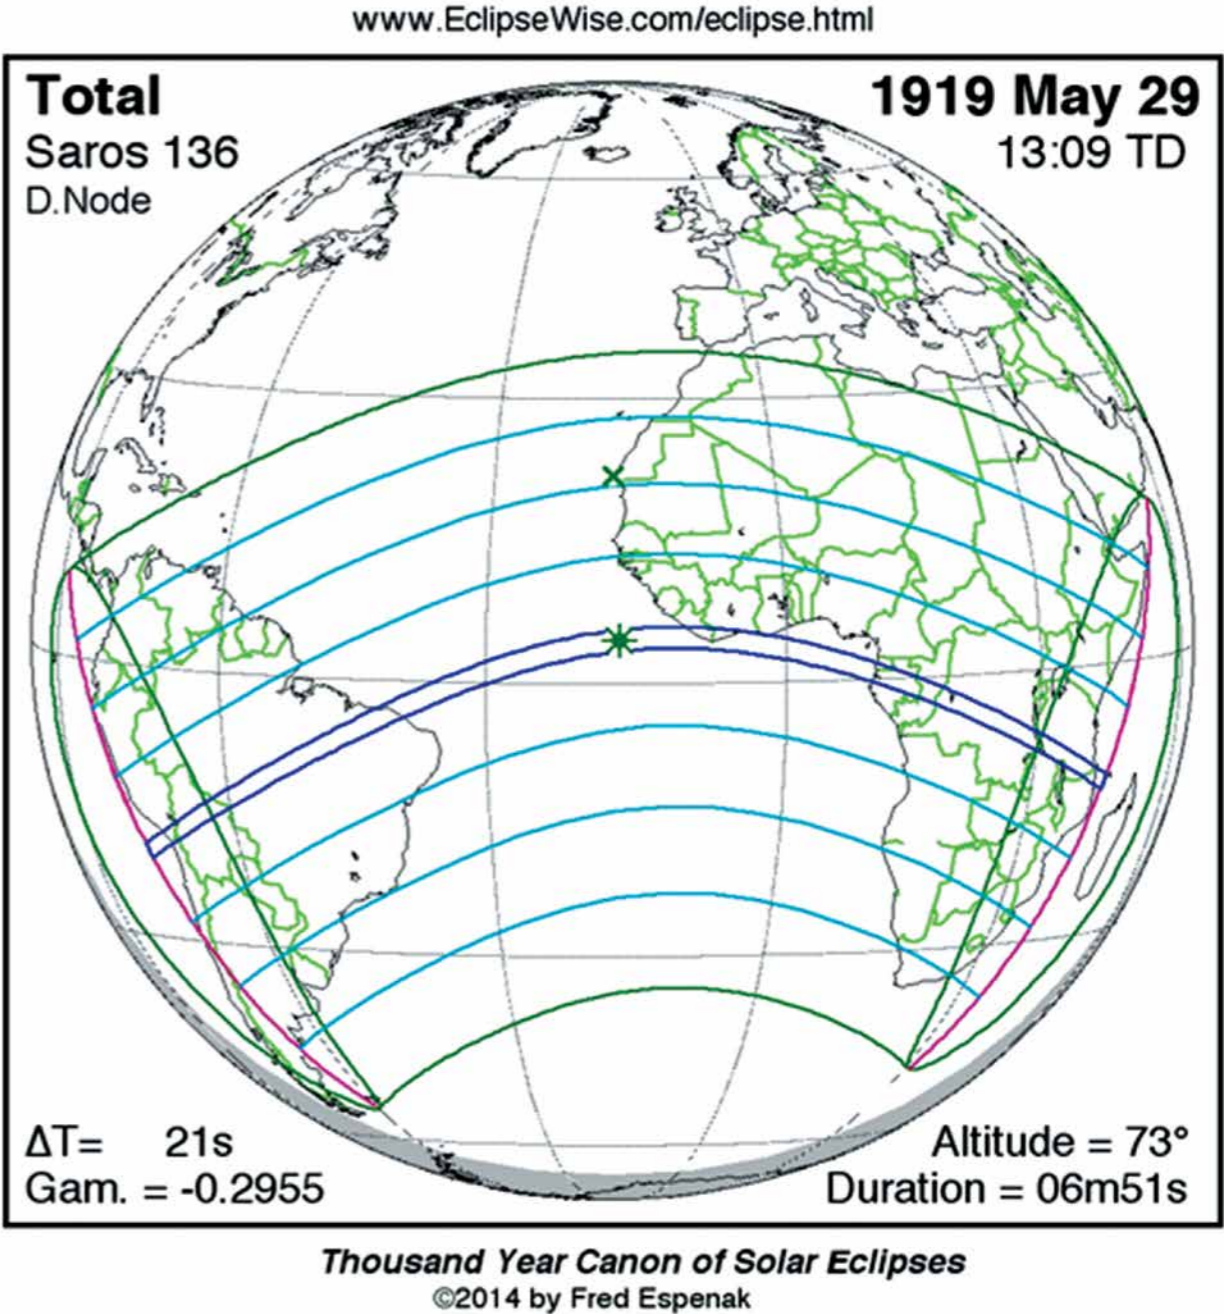 www.EclipseWise.com/eclipse.html
Total
1919 May 29
Saros 136
13:09 TD
D.Node
ΔT= 21s
Altitude = 73°
Gam. = -0.2955
Duration = 06m51s
Thousand Year Canon of Solar Eclipses
©2014 by Fred Espenak